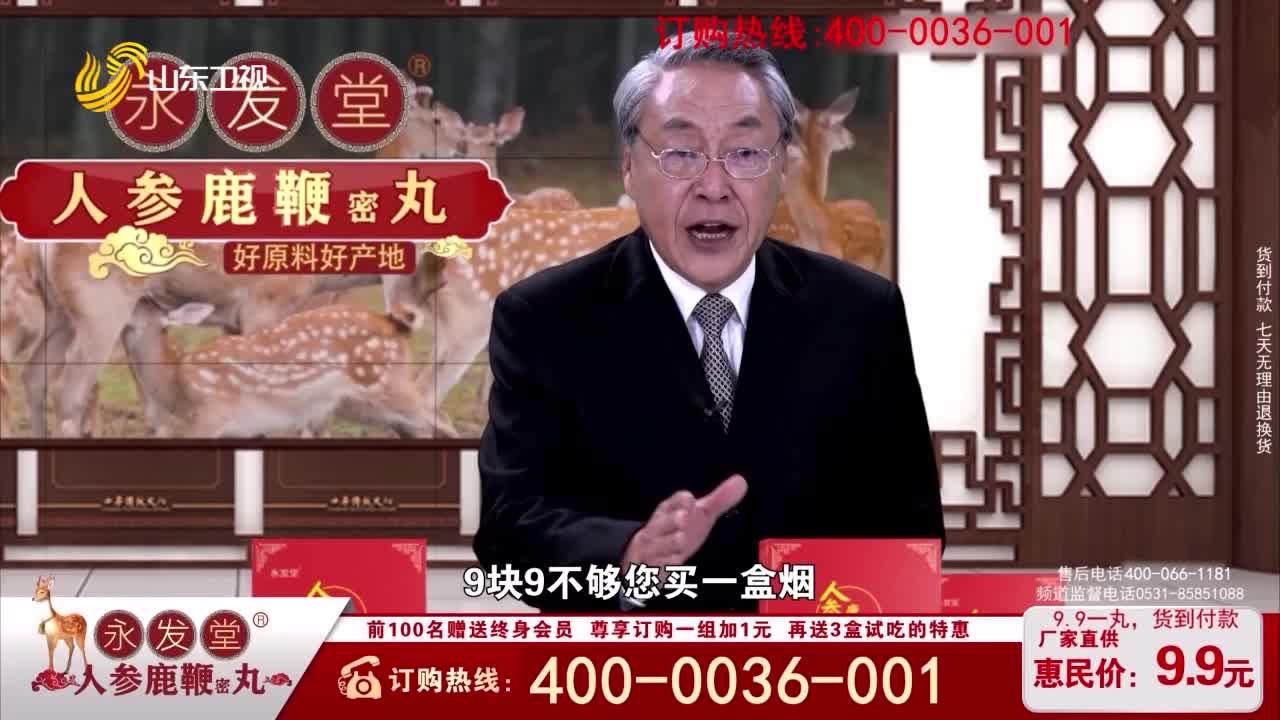 订购热线:400-0036-001
山东卫视
永发堂®
人参鹿鞭密丸
好原料好产地
货到付款 七天无理由退换货
永发堂
9块9不够您买一盒烟
售后电话400-066-1181
频道监督电话0531-85851088
永发堂®
人参鹿鞭密丸
前100名赠送终身会员 尊享订购一组加1元 再送3盒试吃的特惠
订购热线：400-0036-001
9.9一丸，货到付款
厂家直供
惠民价：9.9元